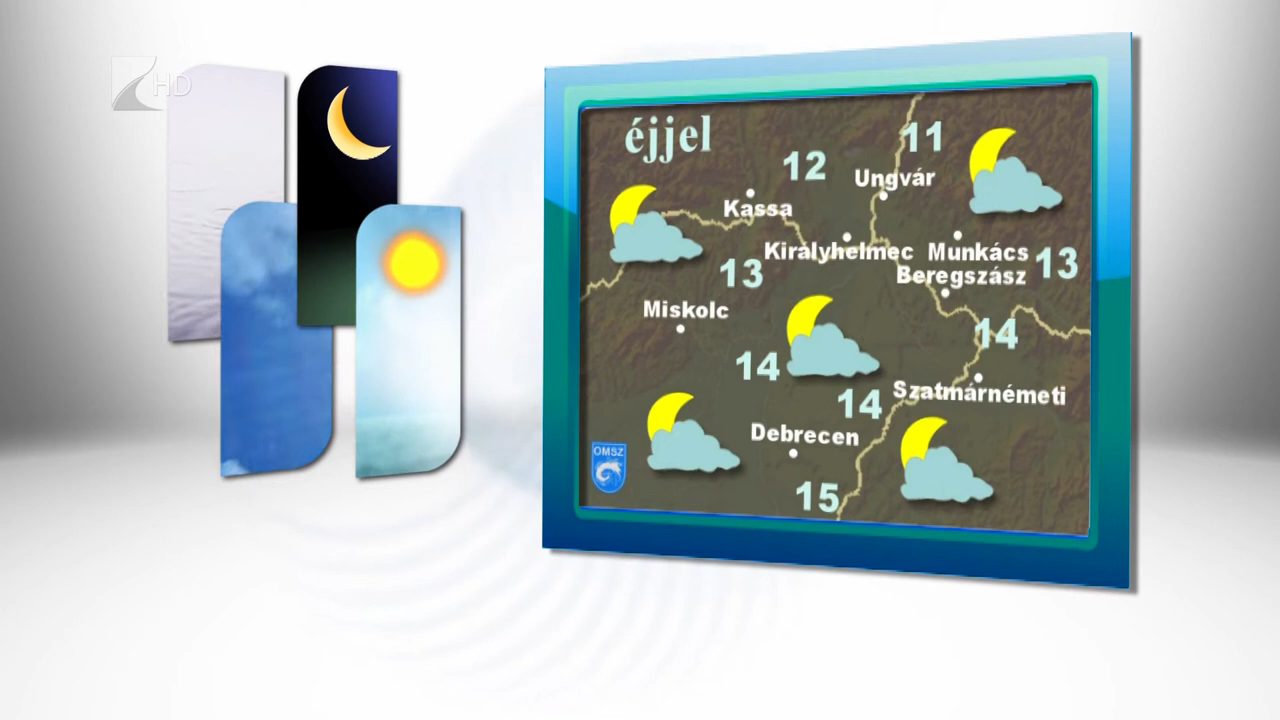 HD
éjjel
11
12
Ungvár
Kassa
Királyhelmec
Munkács
13
Beregszász
13
Miskolc
14
14
14
Szatmárnémeti
Debrecen
OMSZ
15